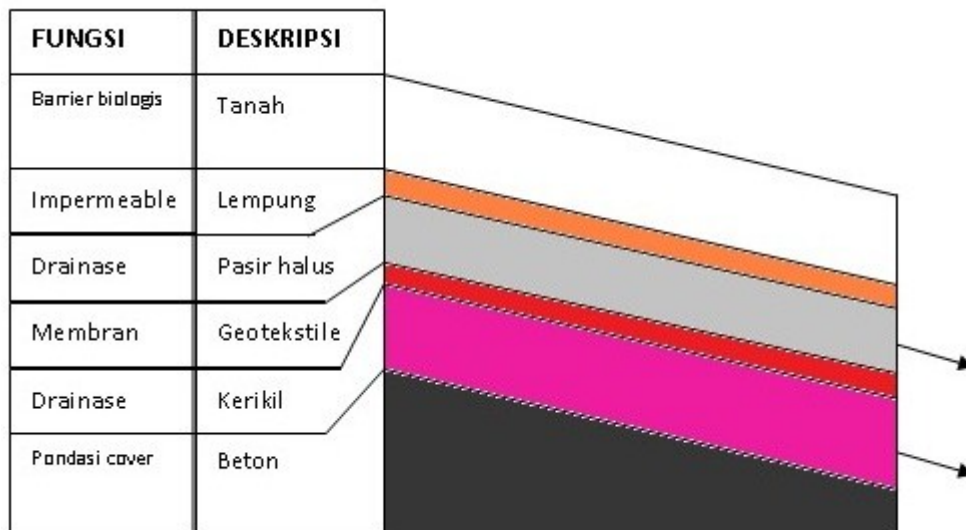 FUNGSI DESKRIPSI
Barrier biologis Tanah
Impermeable Lempung
Drainase Pasir halus
Membran Geotekstile
Drainase Kerikil
Pondasi cover Beton